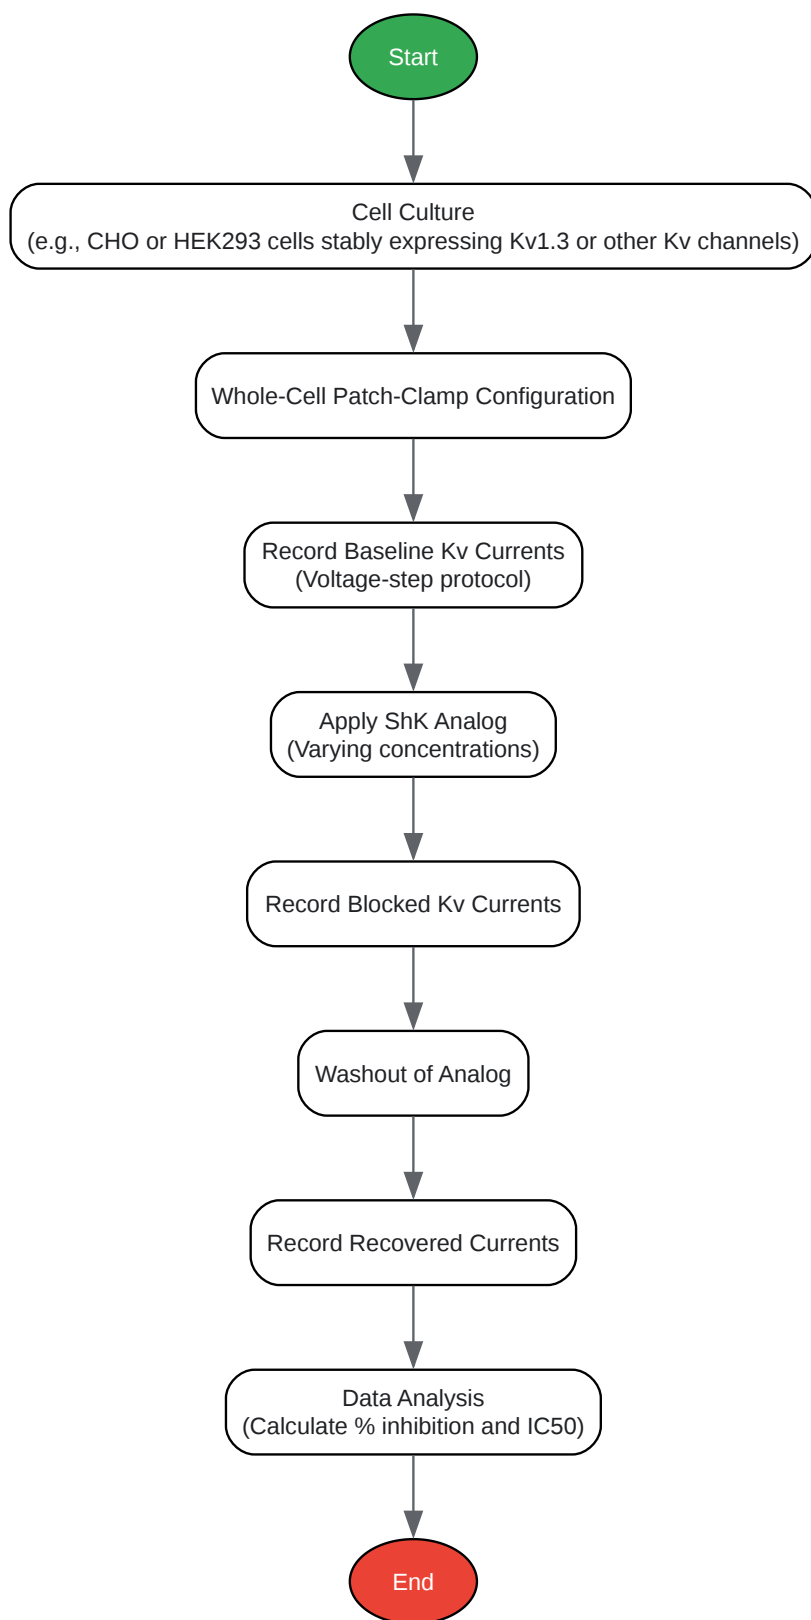 Start
Cell Culture
(e.g., CHO or HEK293 cells stably expressing Kv1.3 or other Kv channels)
Whole-Cell Patch-Clamp Configuration
Record Baseline Kv Currents
(Voltage-step protocol)
Apply ShK Analog
(Varying concentrations)
Record Blocked Kv Currents
Washout of Analog
Record Recovered Currents
Data Analysis
(Calculate % inhibition and IC50)
End